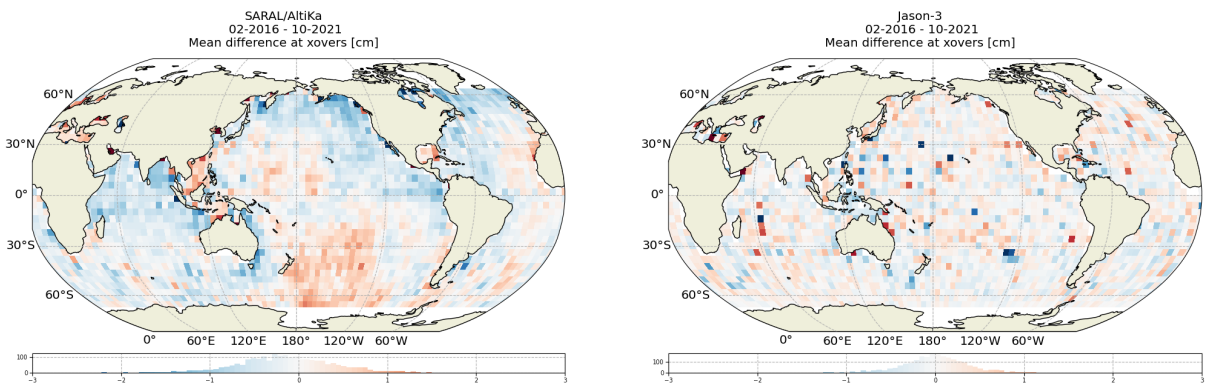 SARAL/AltiKa
02-2016 - 10-2021
Mean difference at xovers [cm]
60°N
30°N
0°
30°S
60°S
0° 60°E 120°E 180° 120°W 60°W
100
0
−3 −2 −1 0 1 2 3
Jason-3
02-2016 - 10-2021
Mean difference at xovers [cm]
60°N
30°N
0°
30°S
60°S
0° 60°E 120°E 180° 120°W 60°W
100
0
−3 −2 −1 0 1 2 3